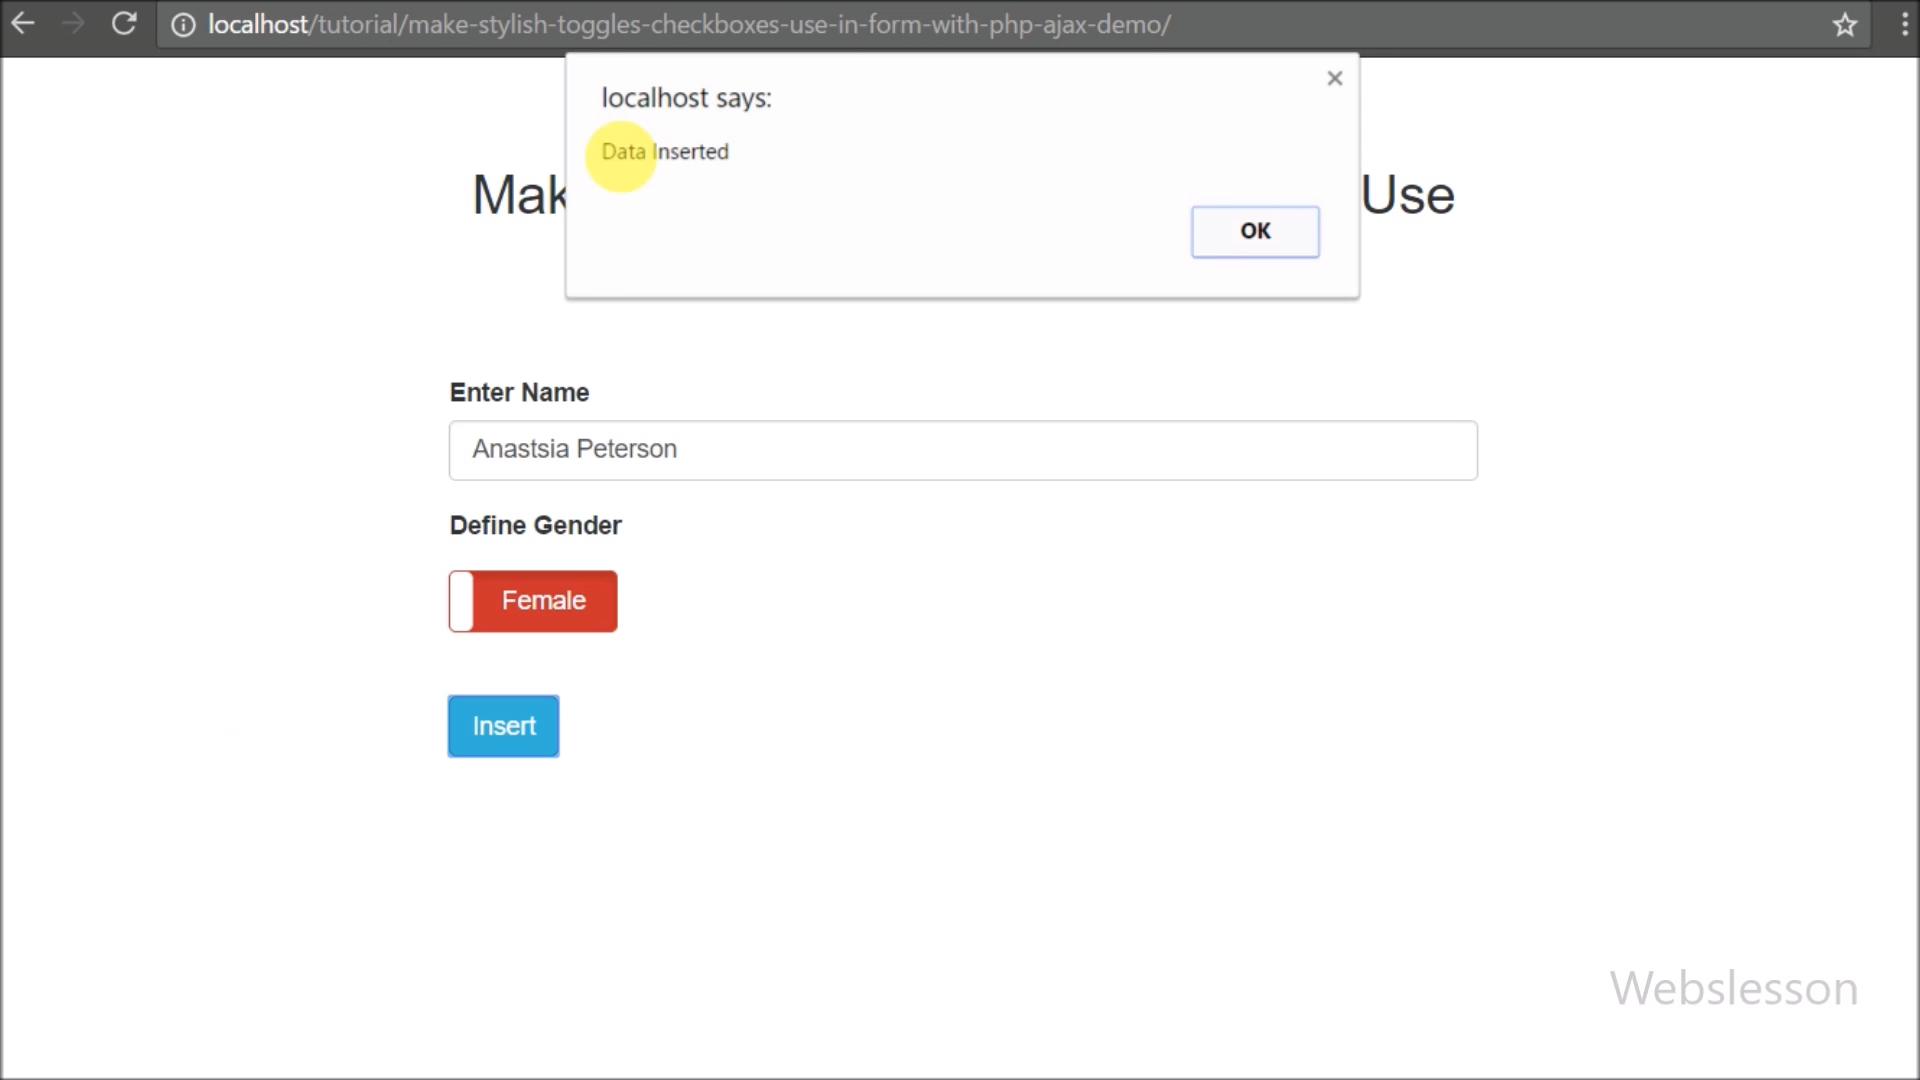 localhost/tutorial/make-stylish-toggles-checkboxes-use-in-form-with-php-ajax-demo/
localhost says:
Data Inserted
Mak Use
OK
Enter Name
Anastsia Peterson
Define Gender
Female
Insert
Webslesson